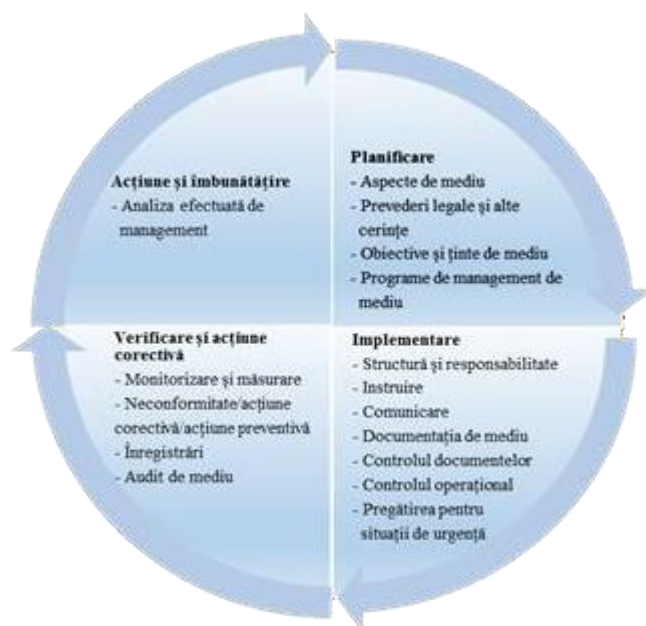 Acțiune și îmbunătățire
- Analiza efectuată de
management
Planificare
- Aspecte de mediu
- Prevederi legale și alte
cerințe
- Obiective și ținte de mediu
- Programe de management de
mediu
Verificare și acțiune
corectivă
- Monitorizare și măsurare
- Neconformitate/acțiune
corectivă/acțiune preventivă
- Înregistrări
- Audit de mediu
Implementare
- Structură și responsabilitate
- Instruire
- Comunicare
- Documentația de mediu
- Controlul documentelor
- Controlul operațional
- Pregătirea pentru
situații de urgență